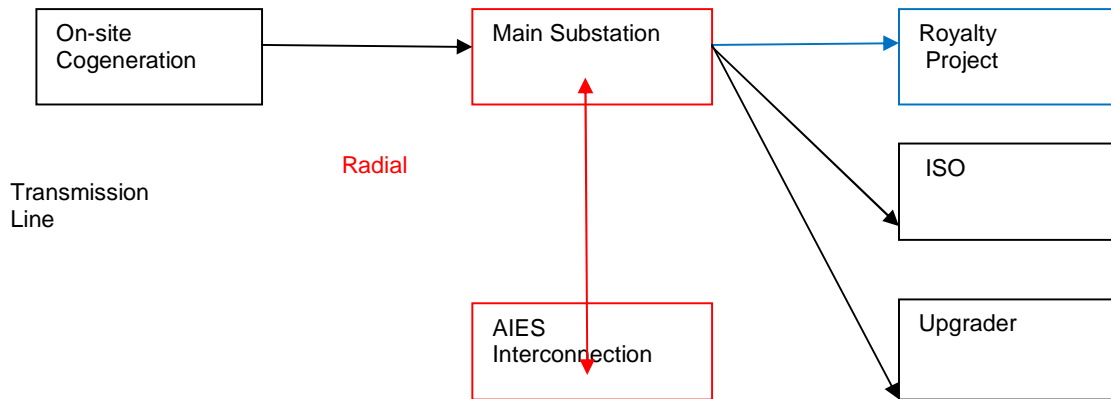 On-site
Cogeneration
Main Substation
Royalty
Project
Radial
Transmission
Line
ISO
AIES
Interconnection
Upgrader